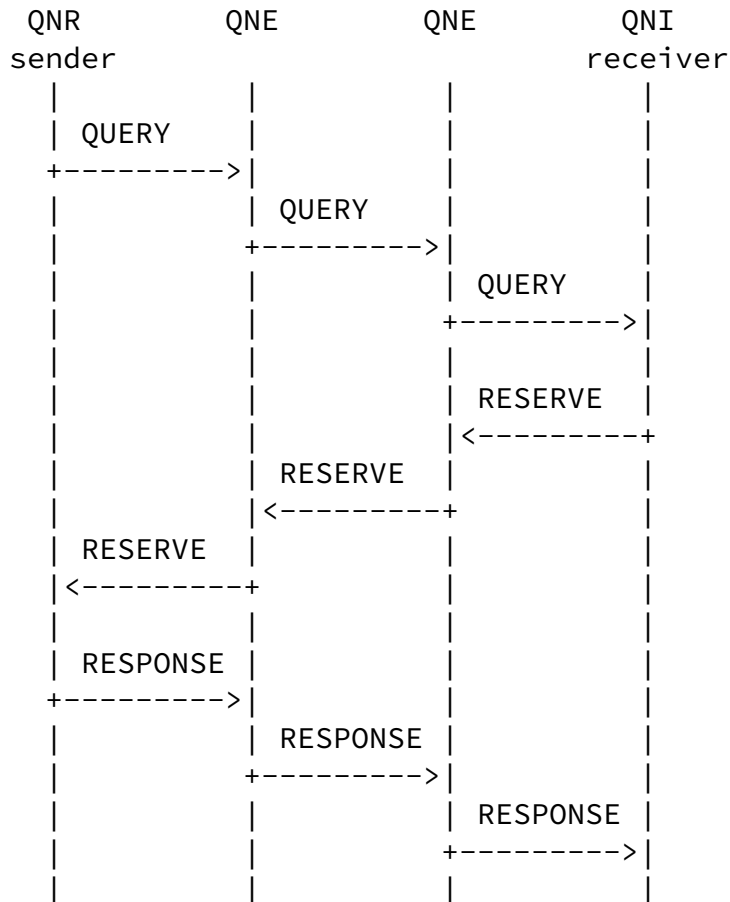 QNR QNE QNE QNI
sender receiver
QUERY
QUERY
QUERY
RESERVE
RESERVE
RESERVE
RESPONSE
RESPONSE
RESPONSE